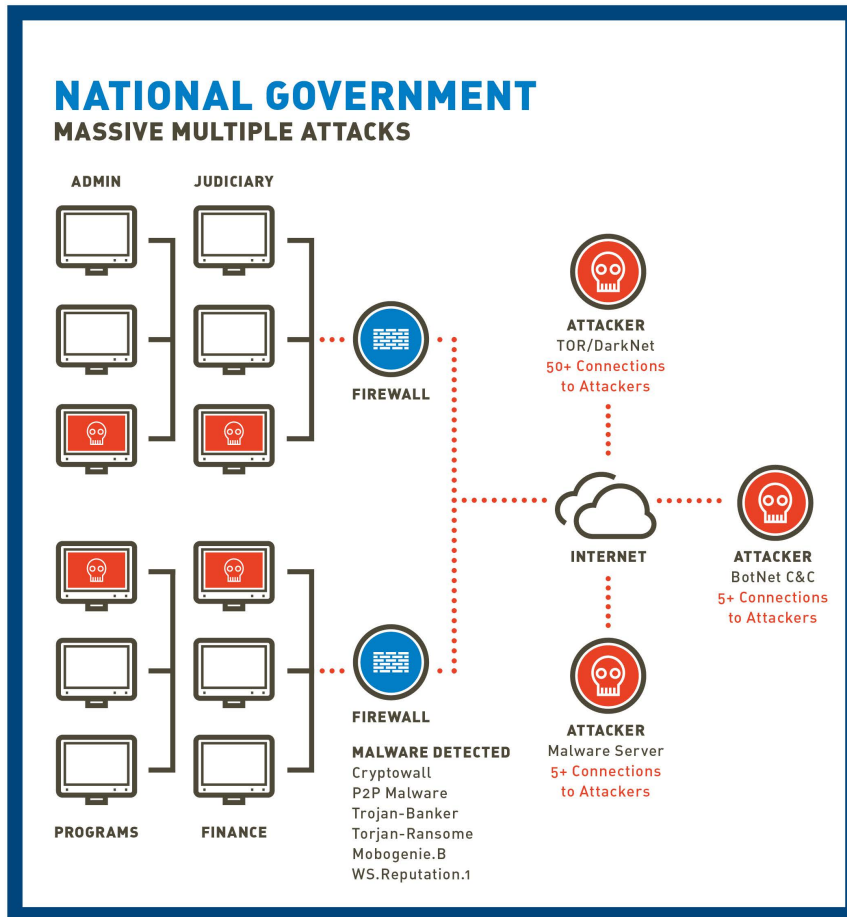 NATIONAL GOVERNMENT
MASSIVE MULTIPLE ATTACKS
ADMIN
JUDICIARY
FIREWALL
ATTACKER
TOR/DarkNet
50+ Connections
to Attackers
INTERNET
ATTACKER
BotNet C&C
5+ Connections
to Attackers
FIREWALL
ATTACKER
Malware Server
5+ Connections
to Attackers
MALWARE DETECTED
Cryptowall
P2P Malware
Trojan-Banker
Torjan-Ransome
Mobogenie.B
WS.Reputation.1
PROGRAMS
FINANCE